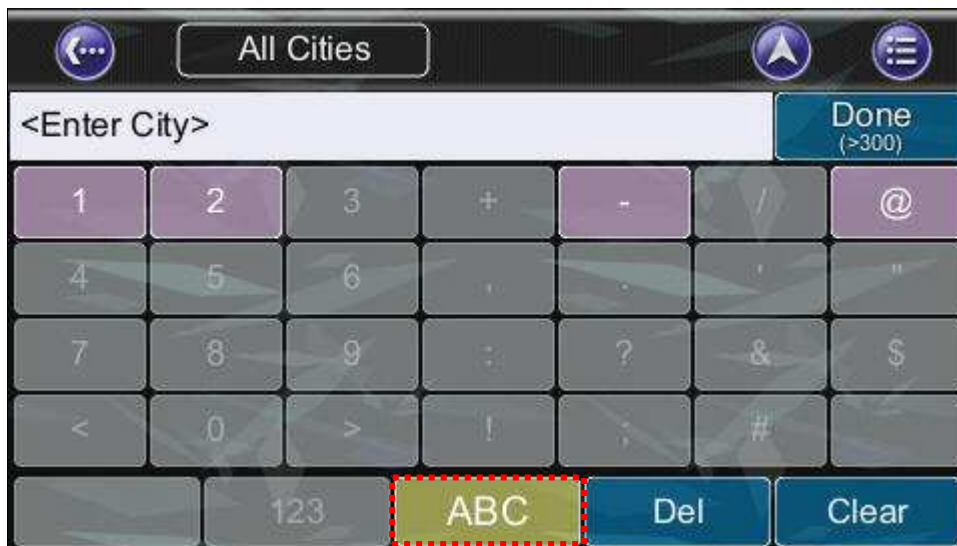 All Cities
<Enter City>
Done
(>300)
1 2 3 + - / @
4 5 6 , . ' "
7 8 9 : ? & $
< 0 > ! ; #
123 ABC Del Clear